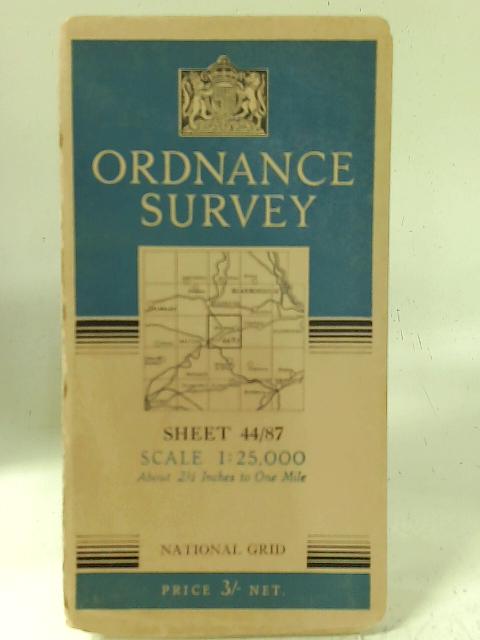 ORDNANCE
SURVEY
SHEET 44/87
SCALE 1:25,000
About 2½ Inches to One Mile
NATIONAL GRID
PRICE 3/- NET.